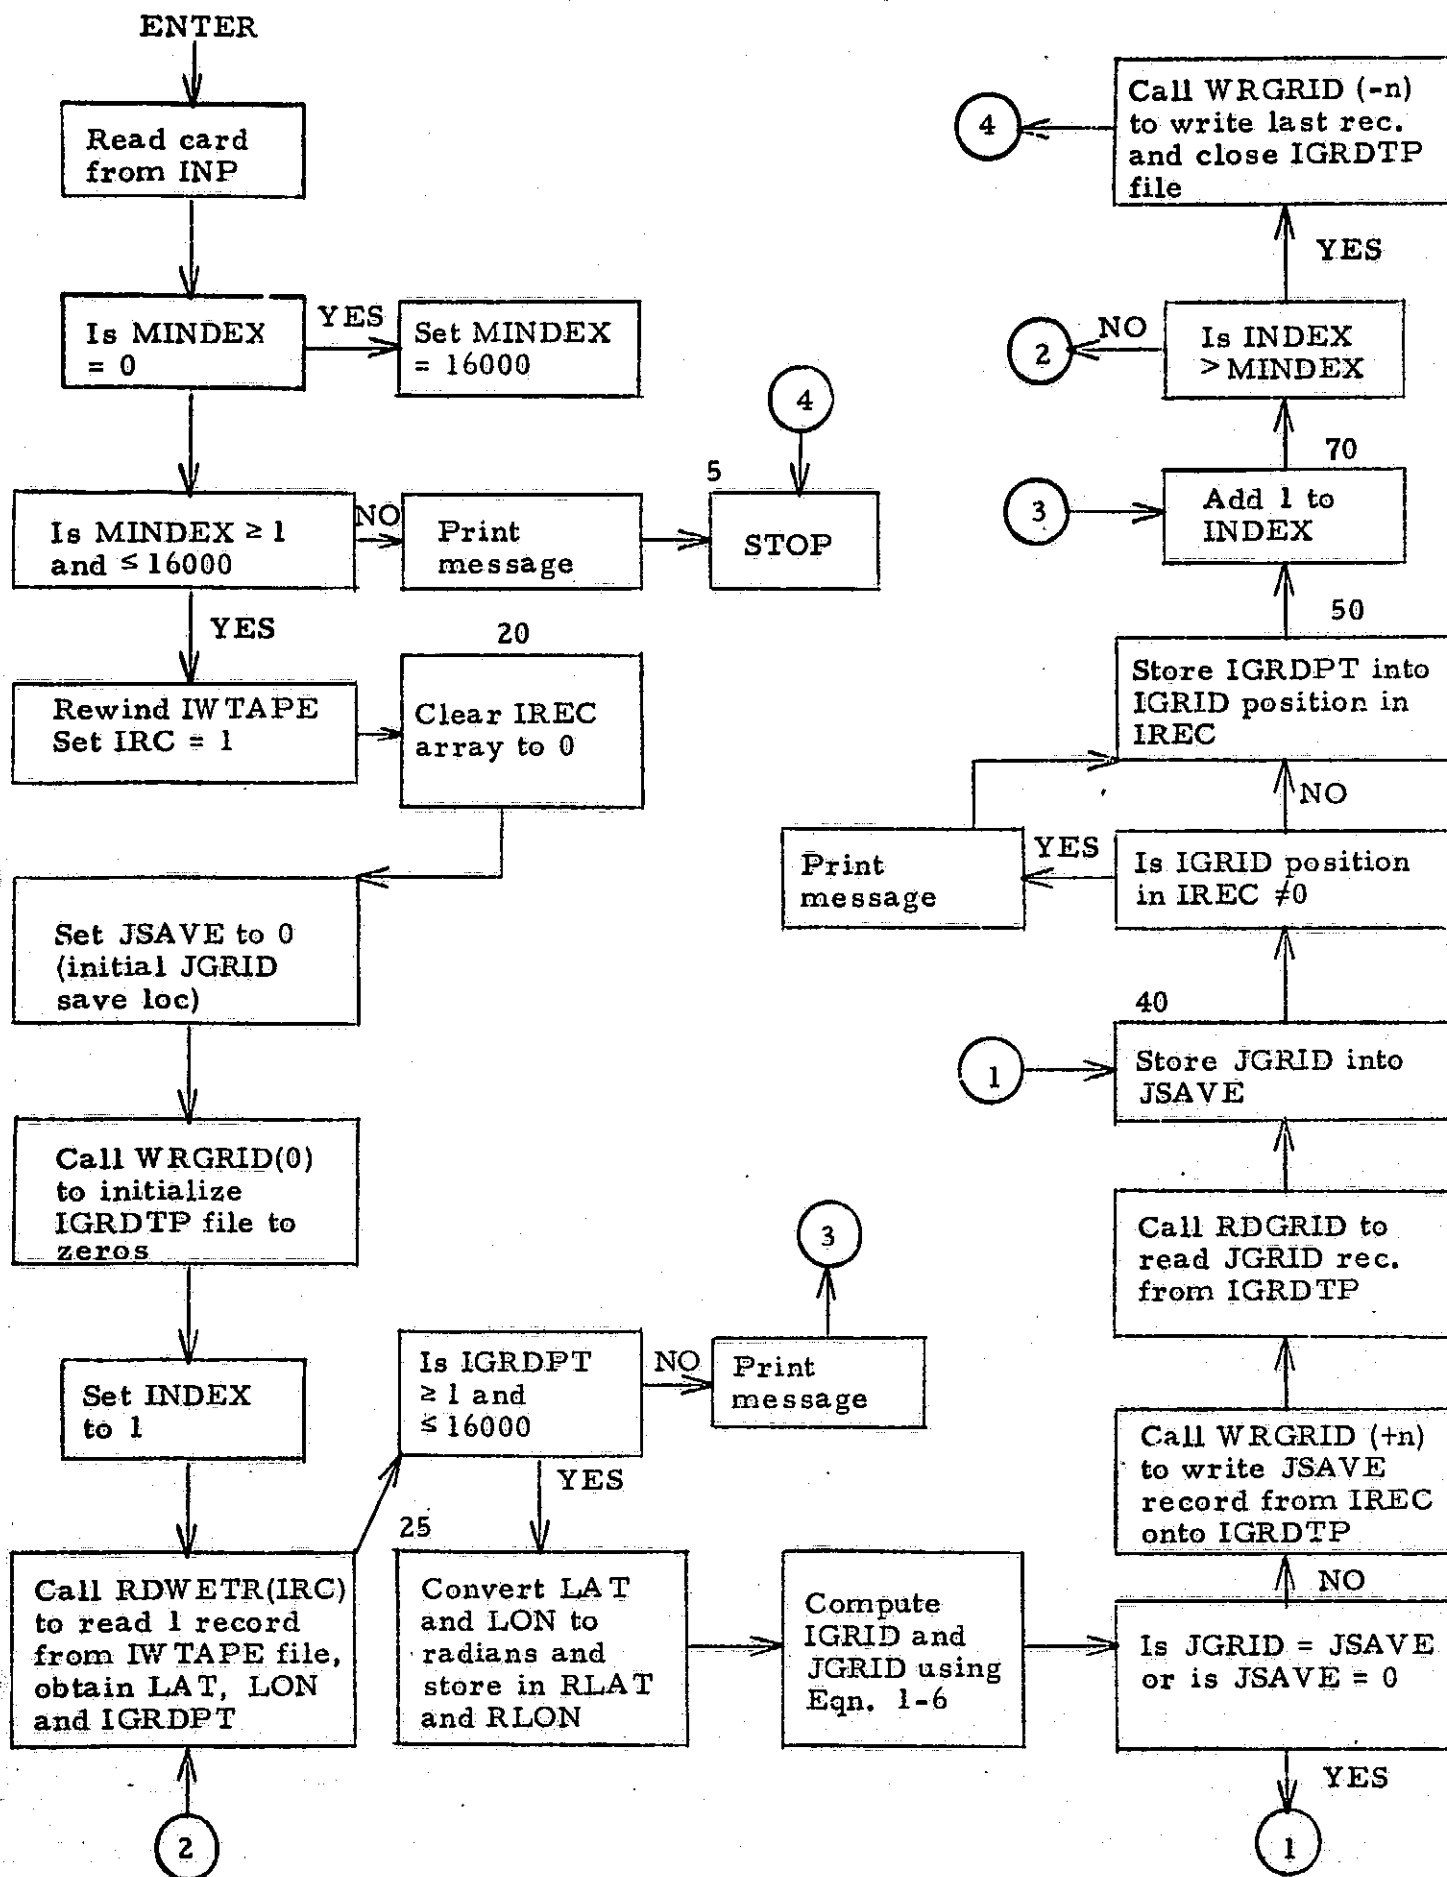 ENTER
Read card
from INP
Is MINDEX
= 0
YES
Set MINDEX
= 16000
4
Is MINDEX ≥ 1
and ≤ 16000
NO
Print
message
5
STOP
YES
Rewind IWTAPE
Set IRC = 1
20
Clear IREC
array to 0
Set JSAVE to 0
(initial JGRID
save loc)
Call WRGRID(0)
to initialize
IGRDTP file to
zeros
Set INDEX
to 1
Call RDWETR(IRC)
to read 1 record
from IWTAPE file,
obtain LAT, LON
and IGRDPT
2
Is IGRDPT
≥ 1 and
≤ 16000
NO
Print
message
3
YES
25
Convert LAT
and LON to
radians and
store in RLAT
and RLON
Compute
IGRID and
JGRID using
Eqn. 1-6
Is JGRID = JSAVE
or is JSAVE = 0
YES
1
NO
Call WRGRID (+n)
to write JSAVE
record from IREC
onto IGRDTP
Call RDGRID to
read JGRID rec.
from IGRDTP
1
40
Store JGRID into
JSAVE
Is IGRID position
in IREC ≠0
YES
Print
message
NO
50
Store IGRDPT into
IGRID position in
IREC
3
70
Add 1 to
INDEX
Is INDEX
> MINDEX
NO
2
YES
Call WRGRID (-n)
to write last rec.
and close IGRDTP
file
4